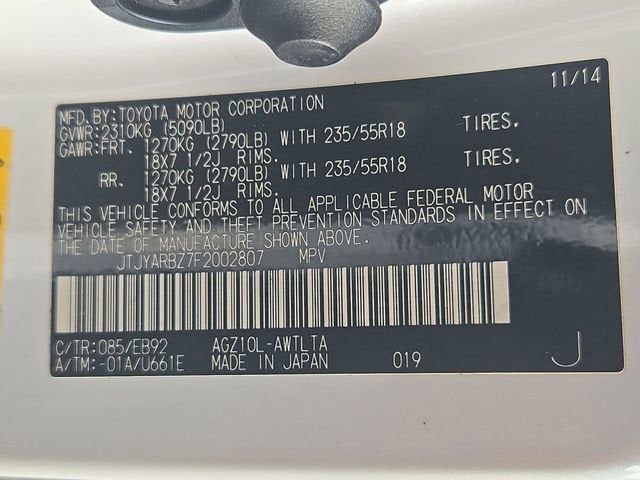 11/14
MFD.BY:TOYOTA MOTOR CORPORATION
GVWR:2310KG (5090LB)
GAWR:FRT. 1270KG (2790LB) WITH 235/55R18 TIRES.
18X7 1/2J RIMS.
RR. 1270KG (2790LB) WITH 235/55R18 TIRES.
18X7 1/2J RIMS.
THIS VEHICLE CONFORMS TO ALL APPLICABLE FEDERAL MOTOR
VEHICLE SAFETY AND THEFT PREVENTION STANDARDS IN EFFECT ON
THE DATE OF MANUFACTURE SHOWN ABOVE.
JTJYARBZ7F2002807 MPV
C/TR:085/EB92 AGZ10L-AWTLTA
A/TM:-01A/U661E MADE IN JAPAN 019 J